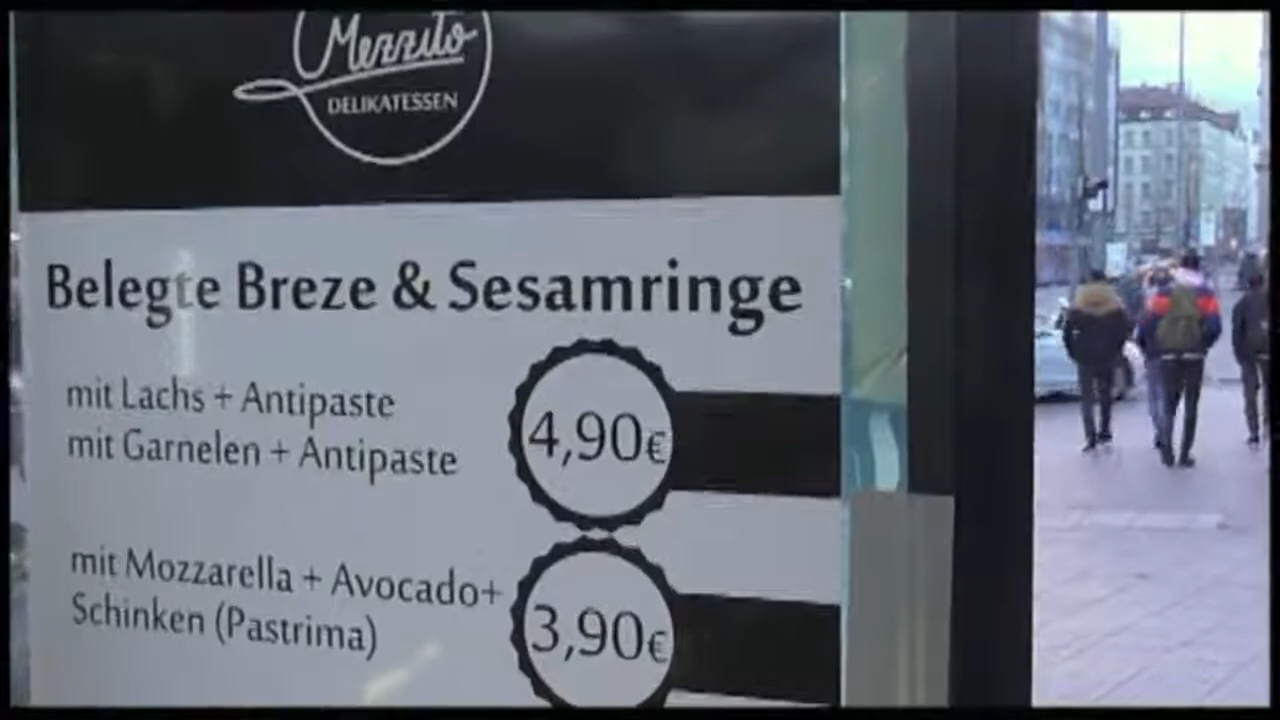 Mezzito
DELIKATESSEN
Belegte Breze & Sesamringe
mit Lachs + Antipaste
mit Garnelen + Antipaste
4,90€
mit Mozzarella + Avocado+
Schinken (Pastrima)
3,90€